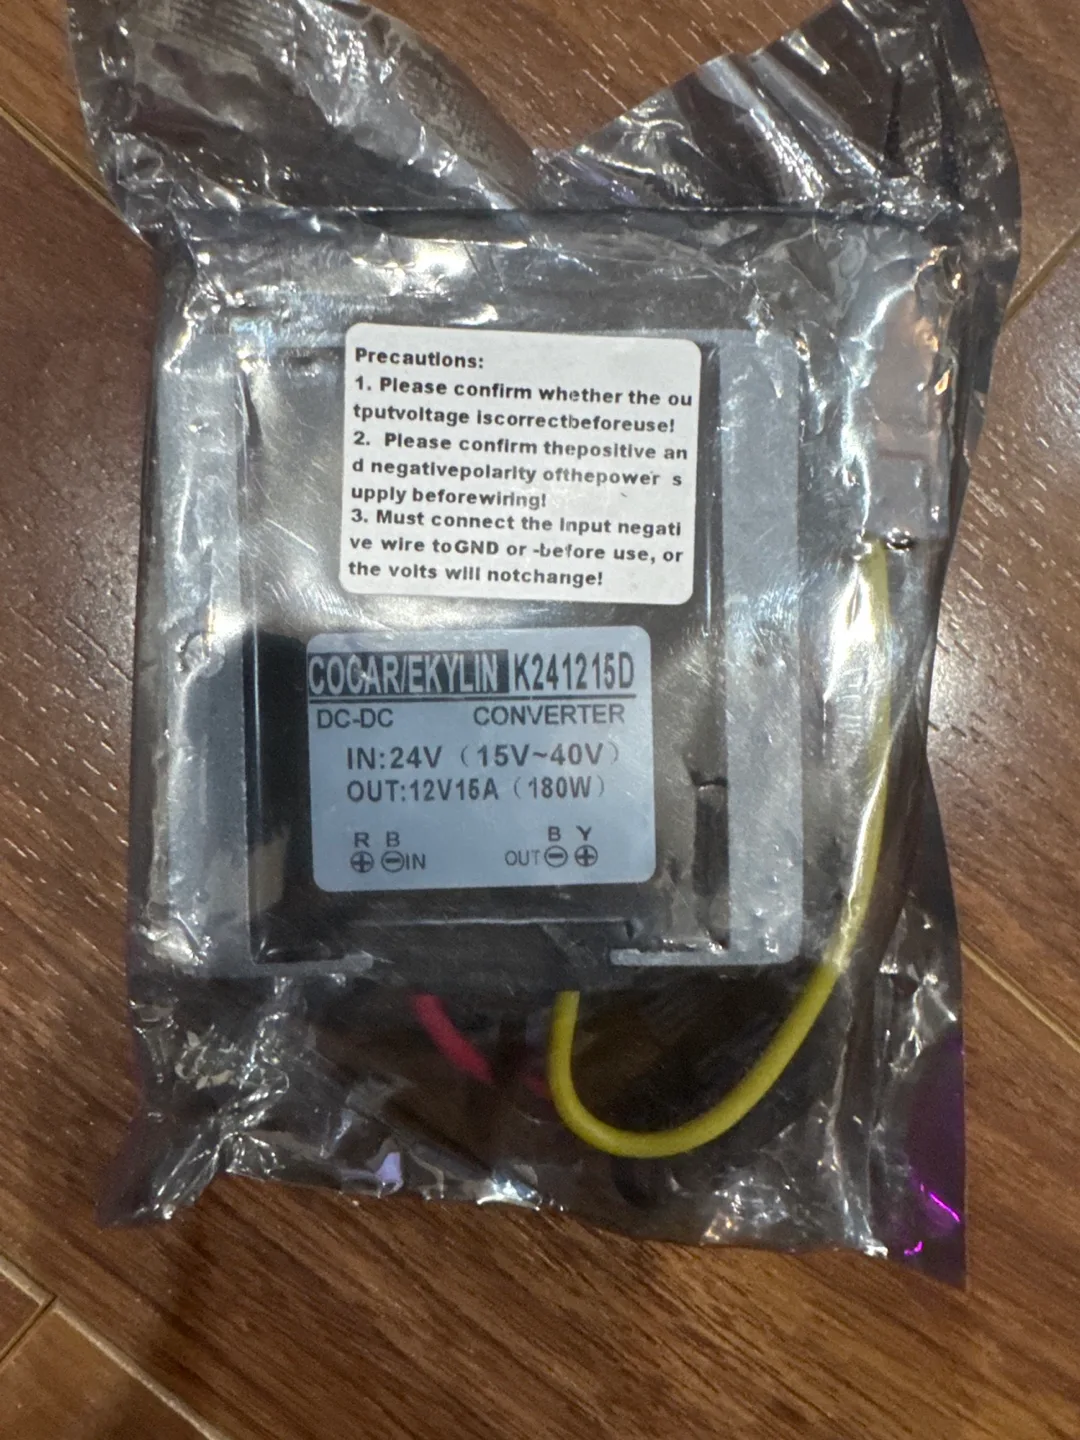 Precautions:
1. Please confirm whether the ou
tputvoltage iscorrectbeforeuse!
2. Please confirm thepositive an
d negativepolarity ofthepower s
upply beforewiring!
3. Must connect the input negati
ve wire toGND or -before use, or
the volts will notchange!
COCAR/EKYLIN K241215D
DC-DC CONVERTER
IN:24V (15V~40V)
OUT:12V15A (180W)
R B B Y
⊕ ⊖IN OUT⊖ ⊕